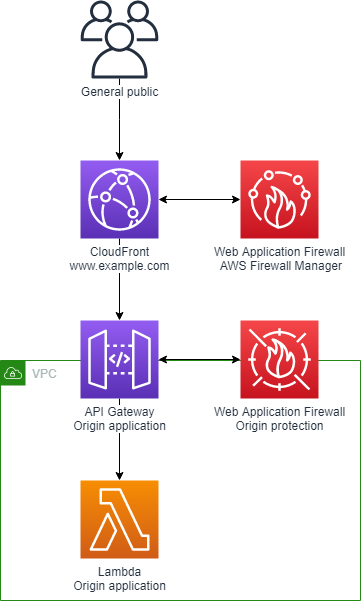 General public
CloudFront
www.example.com
Web Application Firewall
AWS Firewall Manager
VPC
API Gateway
Origin application
Web Application Firewall
Origin protection
Lambda
Origin application